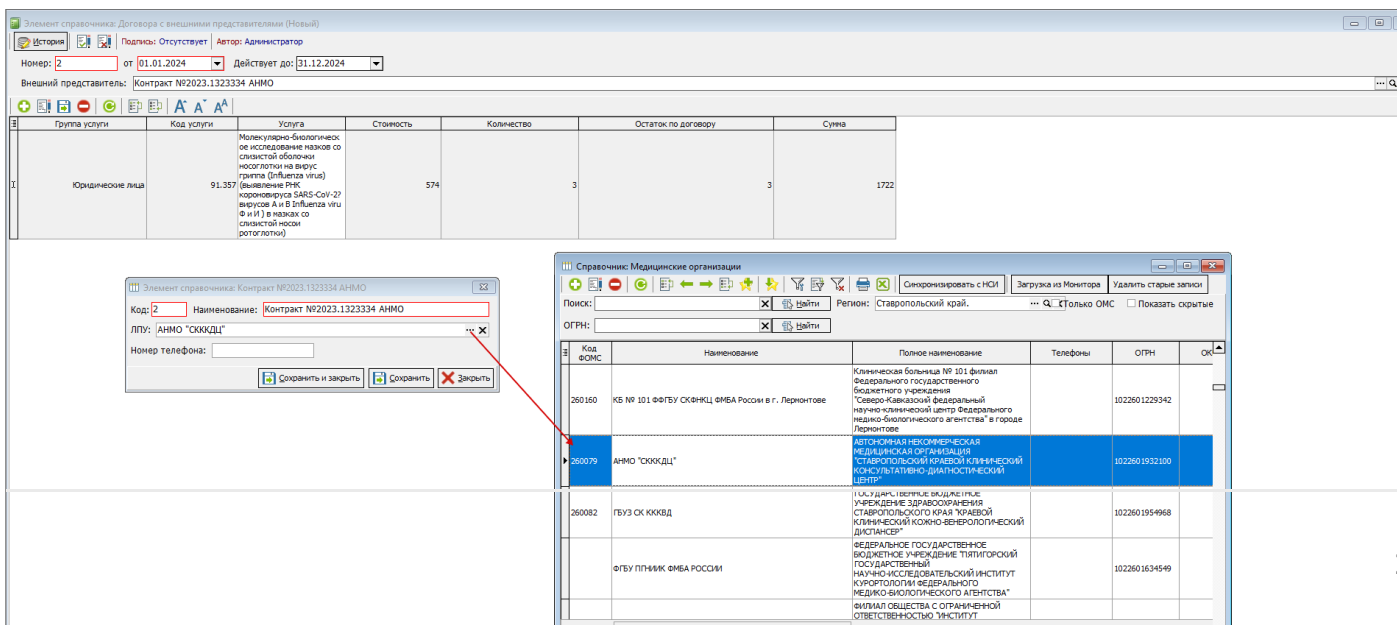 Элемент справочника: Договора с внешними представителями (Новый)
История Подпись: Отсутствует Автор: Администратор
Номер: 2 от 01.01.2024 Действует до: 31.12.2024
Внешний представитель: Контракт №2023.1323334 АНМО
Группа услуги Код услуги Услуга Стоимость Количество Остаток по договору Сумма
Молекулярно-биологическ
ое исследование мазков со
слизистой оболочки
носоглотки на вирус
гриппа (Influenza virus)
Юридические лица 91.357 (выявление РНК 574 3 3 1722
короновируса SARS-CoV-2?
вирусов А и В Influenza viru
Ф и И ) в мазках со
слизистой носои
ротоглотки)
Элемент справочника: Контракт №2023.1323334 АНМО
Код: 2 Наименование: Контракт №2023.1323334 АНМО
ЛПУ: АНМО "СКККДЦ"
Номер телефона:
Сохранить и закрыть Сохранить Закрыть
Справочник: Медицинские организации
Синхронизировать с НСИ Загрузка из Монитора Удалить старые записи
Поиск: Найти Регион: Ставропольский край. Только ОМС Показать скрытые
ОГРН: Найти
Код ФОМС Наименование Полное наименование Телефоны ОГРН ОК
Клиническая больница № 101 филиал
Федерального государственного
бюджетного учреждения
260160 КБ № 101 ФФГБУ СКФНКЦ ФМБА России в г. Лермонтове "Северо-Кавказский федеральный 1022601229342
научно-клинический центр Федерального
медико-биологического агентства" в городе
Лермонтове
АВТОНОМНАЯ НЕКОММЕРЧЕСКАЯ
МЕДИЦИНСКАЯ ОРГАНИЗАЦИЯ
260079 АНМО "СКККДЦ" "СТАВРОПОЛЬСКИЙ КРАЕВОЙ КЛИНИЧЕСКИЙ 1022601932100
КОНСУЛЬТАТИВНО-ДИАГНОСТИЧЕСКИЙ
ЦЕНТР"
ГОСУДАРСТВЕННОЕ БЮДЖЕТНОЕ
УЧРЕЖДЕНИЕ ЗДРАВООХРАНЕНИЯ
260082 ГБУЗ СК КККВД СТАВРОПОЛЬСКОГО КРАЯ "КРАЕВОЙ 1022601954968
КЛИНИЧЕСКИЙ КОЖНО-ВЕНЕРОЛОГИЧЕСКИЙ
ДИСПАНСЕР"
ФЕДЕРАЛЬНОЕ ГОСУДАРСТВЕННОЕ
БЮДЖЕТНОЕ УЧРЕЖДЕНИЕ "ПЯТИГОРСКИЙ
ГОСУДАРСТВЕННЫЙ
ФГБУ ПГНИИК ФМБА РОССИИ НАУЧНО-ИССЛЕДОВАТЕЛЬСКИЙ ИНСТИТУТ 1022601634549
КУРОРТОЛОГИИ ФЕДЕРАЛЬНОГО
МЕДИКО-БИОЛОГИЧЕСКОГО АГЕНТСТВА"
ФИЛИАЛ ОБЩЕСТВА С ОГРАНИЧЕННОЙ
ОТВЕТСТВЕННОСТЬЮ "ИНСТИТУТ